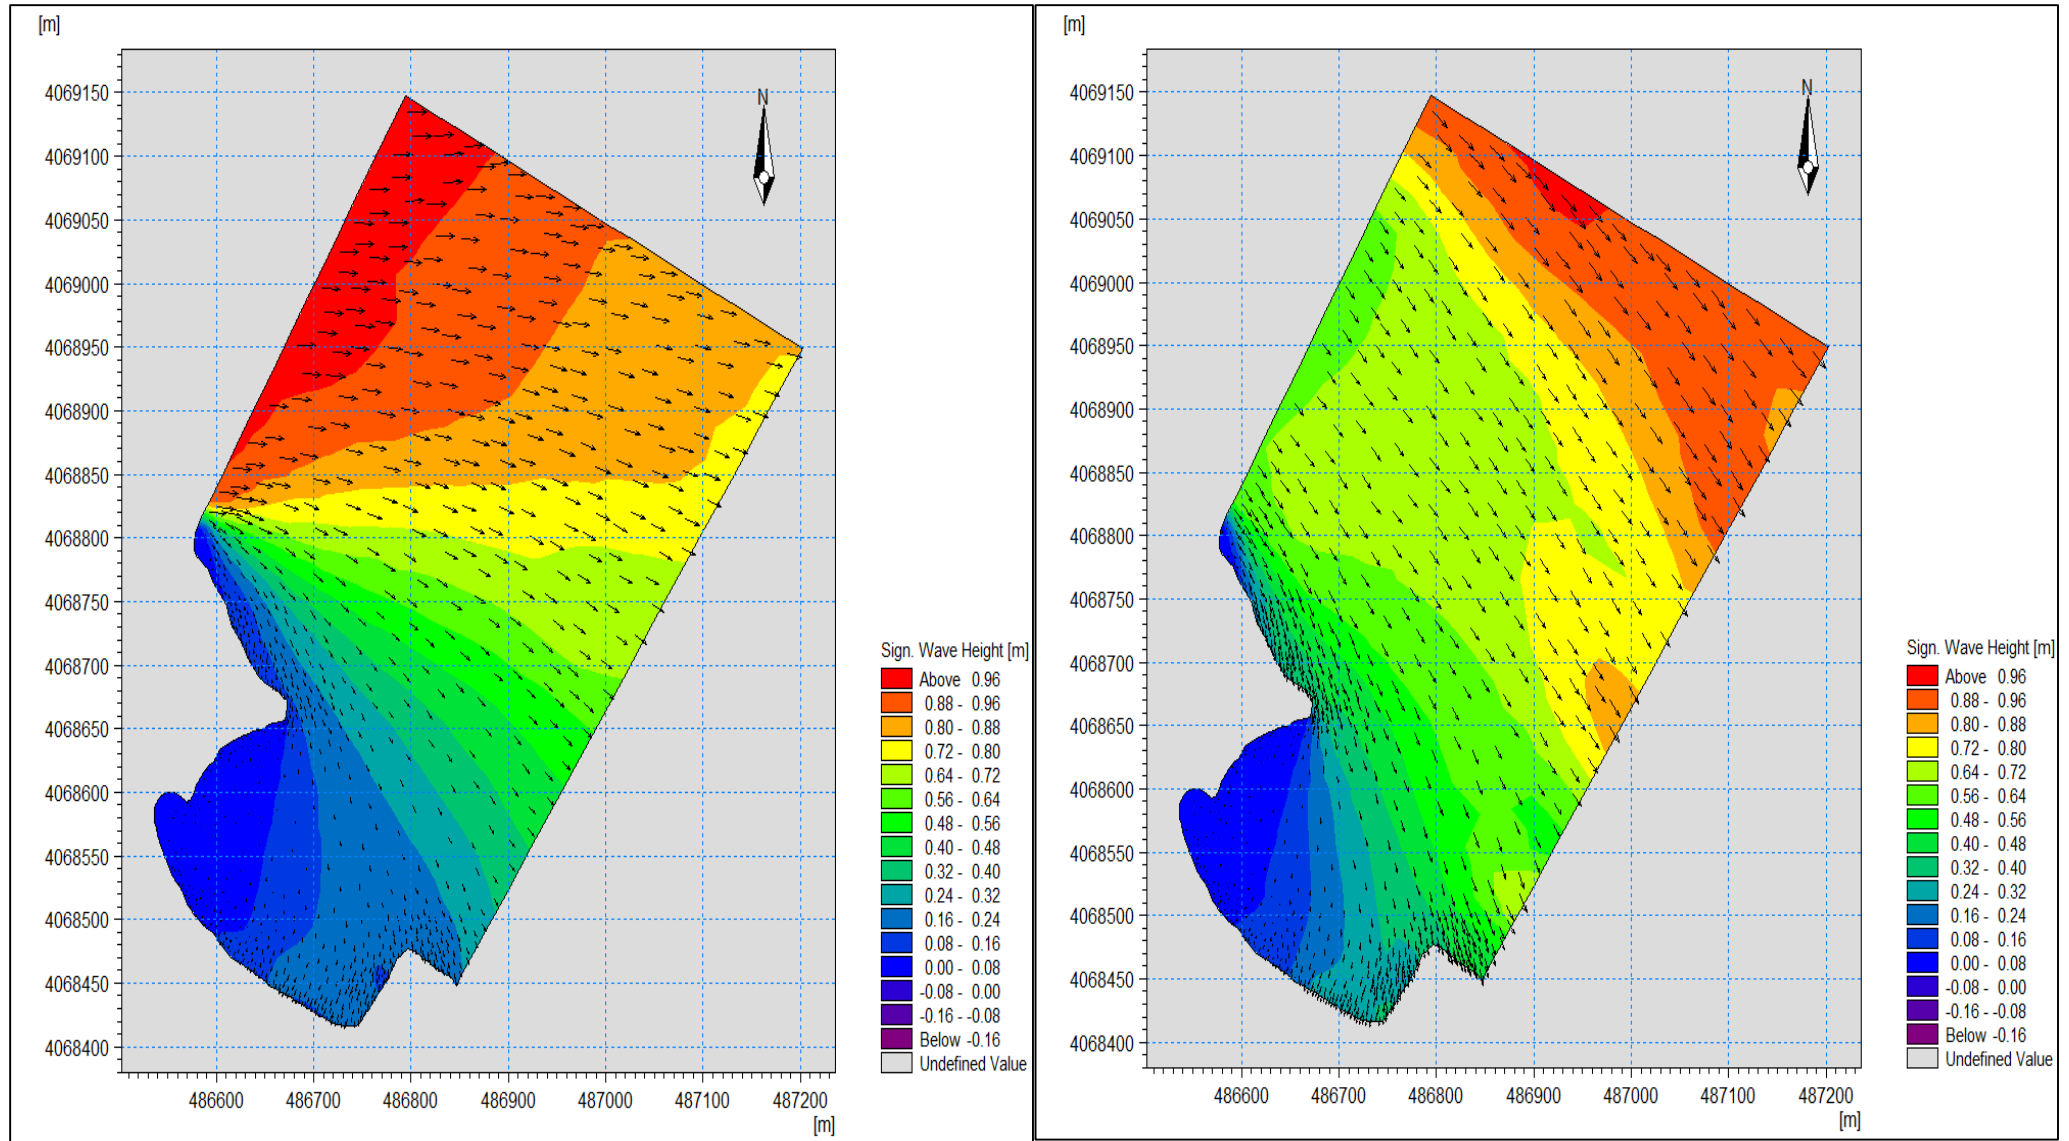 [m]
N
4069150
4069100
4069050
4069000
4068950
4068900
4068850
4068800
4068750
4068700
4068650
4068600
4068550
4068500
4068450
4068400
486600 486700 486800 486900 487000 487100 487200
[m]
Sign. Wave Height [m]
Above 0.96
0.88 - 0.96
0.80 - 0.88
0.72 - 0.80
0.64 - 0.72
0.56 - 0.64
0.48 - 0.56
0.40 - 0.48
0.32 - 0.40
0.24 - 0.32
0.16 - 0.24
0.08 - 0.16
0.00 - 0.08
-0.08 - 0.00
-0.16 - -0.08
Below -0.16
Undefined Value
[m]
N
4069150
4069100
4069050
4069000
4068950
4068900
4068850
4068800
4068750
4068700
4068650
4068600
4068550
4068500
4068450
4068400
486600 486700 486800 486900 487000 487100 487200
[m]
Sign. Wave Height [m]
Above 0.96
0.88 - 0.96
0.80 - 0.88
0.72 - 0.80
0.64 - 0.72
0.56 - 0.64
0.48 - 0.56
0.40 - 0.48
0.32 - 0.40
0.24 - 0.32
0.16 - 0.24
0.08 - 0.16
0.00 - 0.08
-0.08 - 0.00
-0.16 - -0.08
Below -0.16
Undefined Value